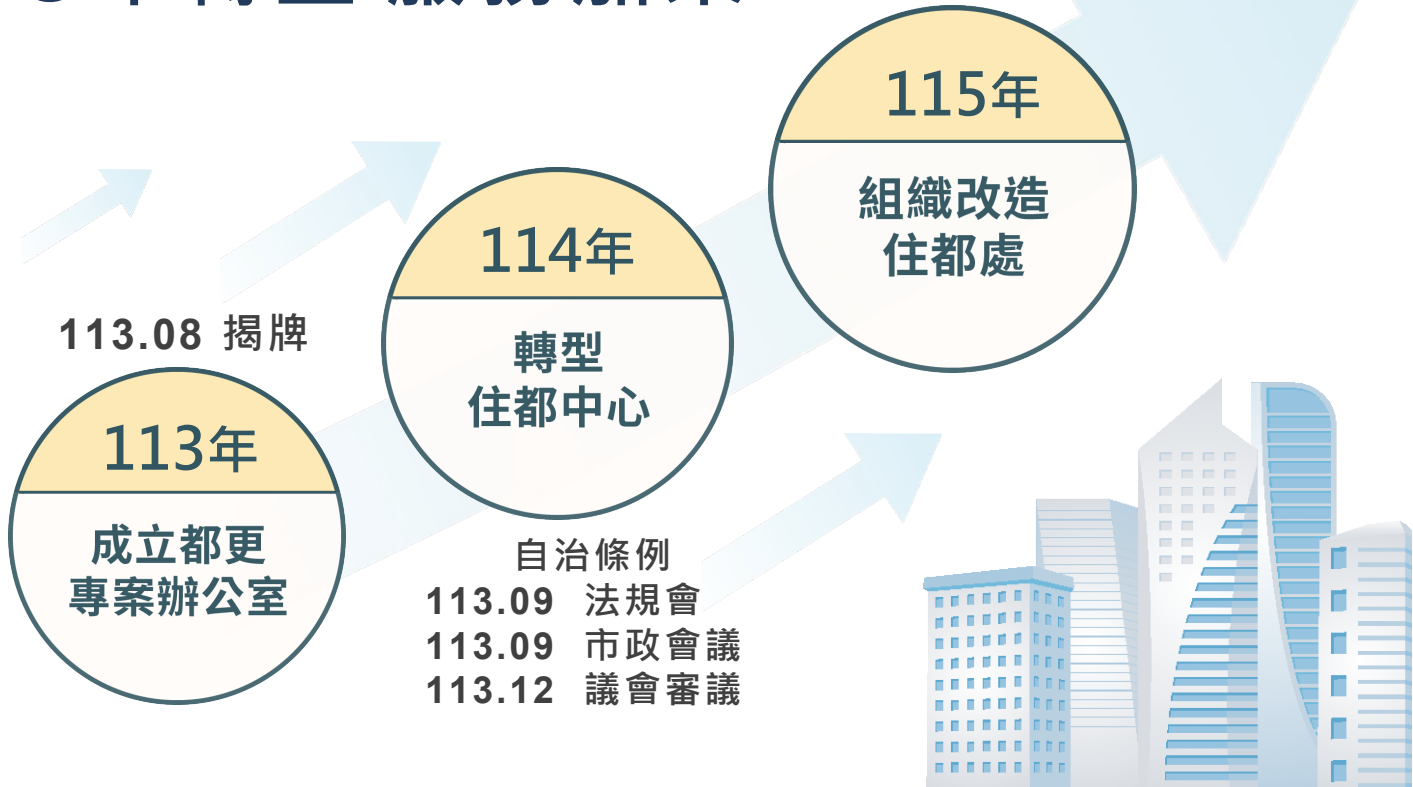 113.08 揭牌
113年
成立都更
專案辦公室
114年
轉型
住都中心
自治條例
113.09 法規會
113.09 市政會議
113.12 議會審議
115年
組織改造
住都處